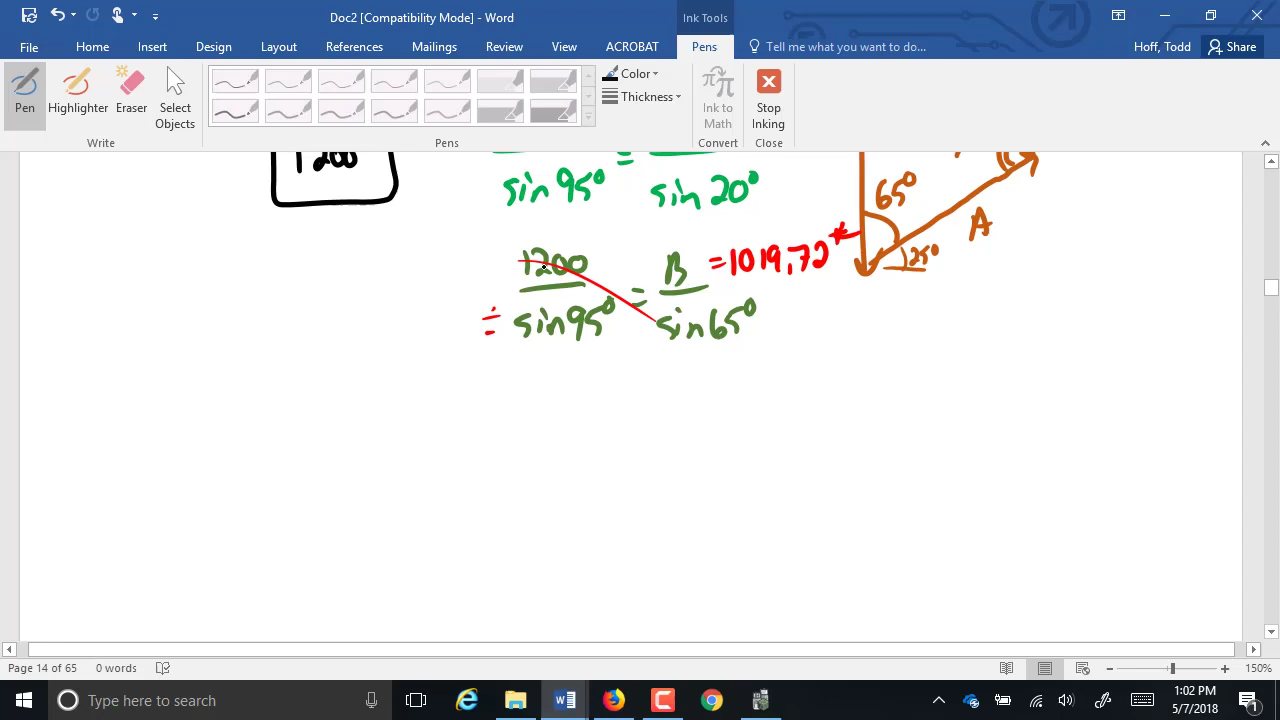 Doc2 [Compatibility Mode] - Word
Ink Tools
File Home Insert Design Layout References Mailings Review View ACROBAT Pens Tell me what you want to do... Hoff, Todd Share
Pen Highlighter Eraser Select Objects
Color
Thickness
Ink to Math
Stop Inking
Write Pens Convert Close
1200
= 
sin 95° sin 20°
65°
A
25°
1200 = B = 1019.72
÷ sin 95° sin 65°
Page 14 of 65 0 words 150%
Type here to search
1:02 PM
5/7/2018
1